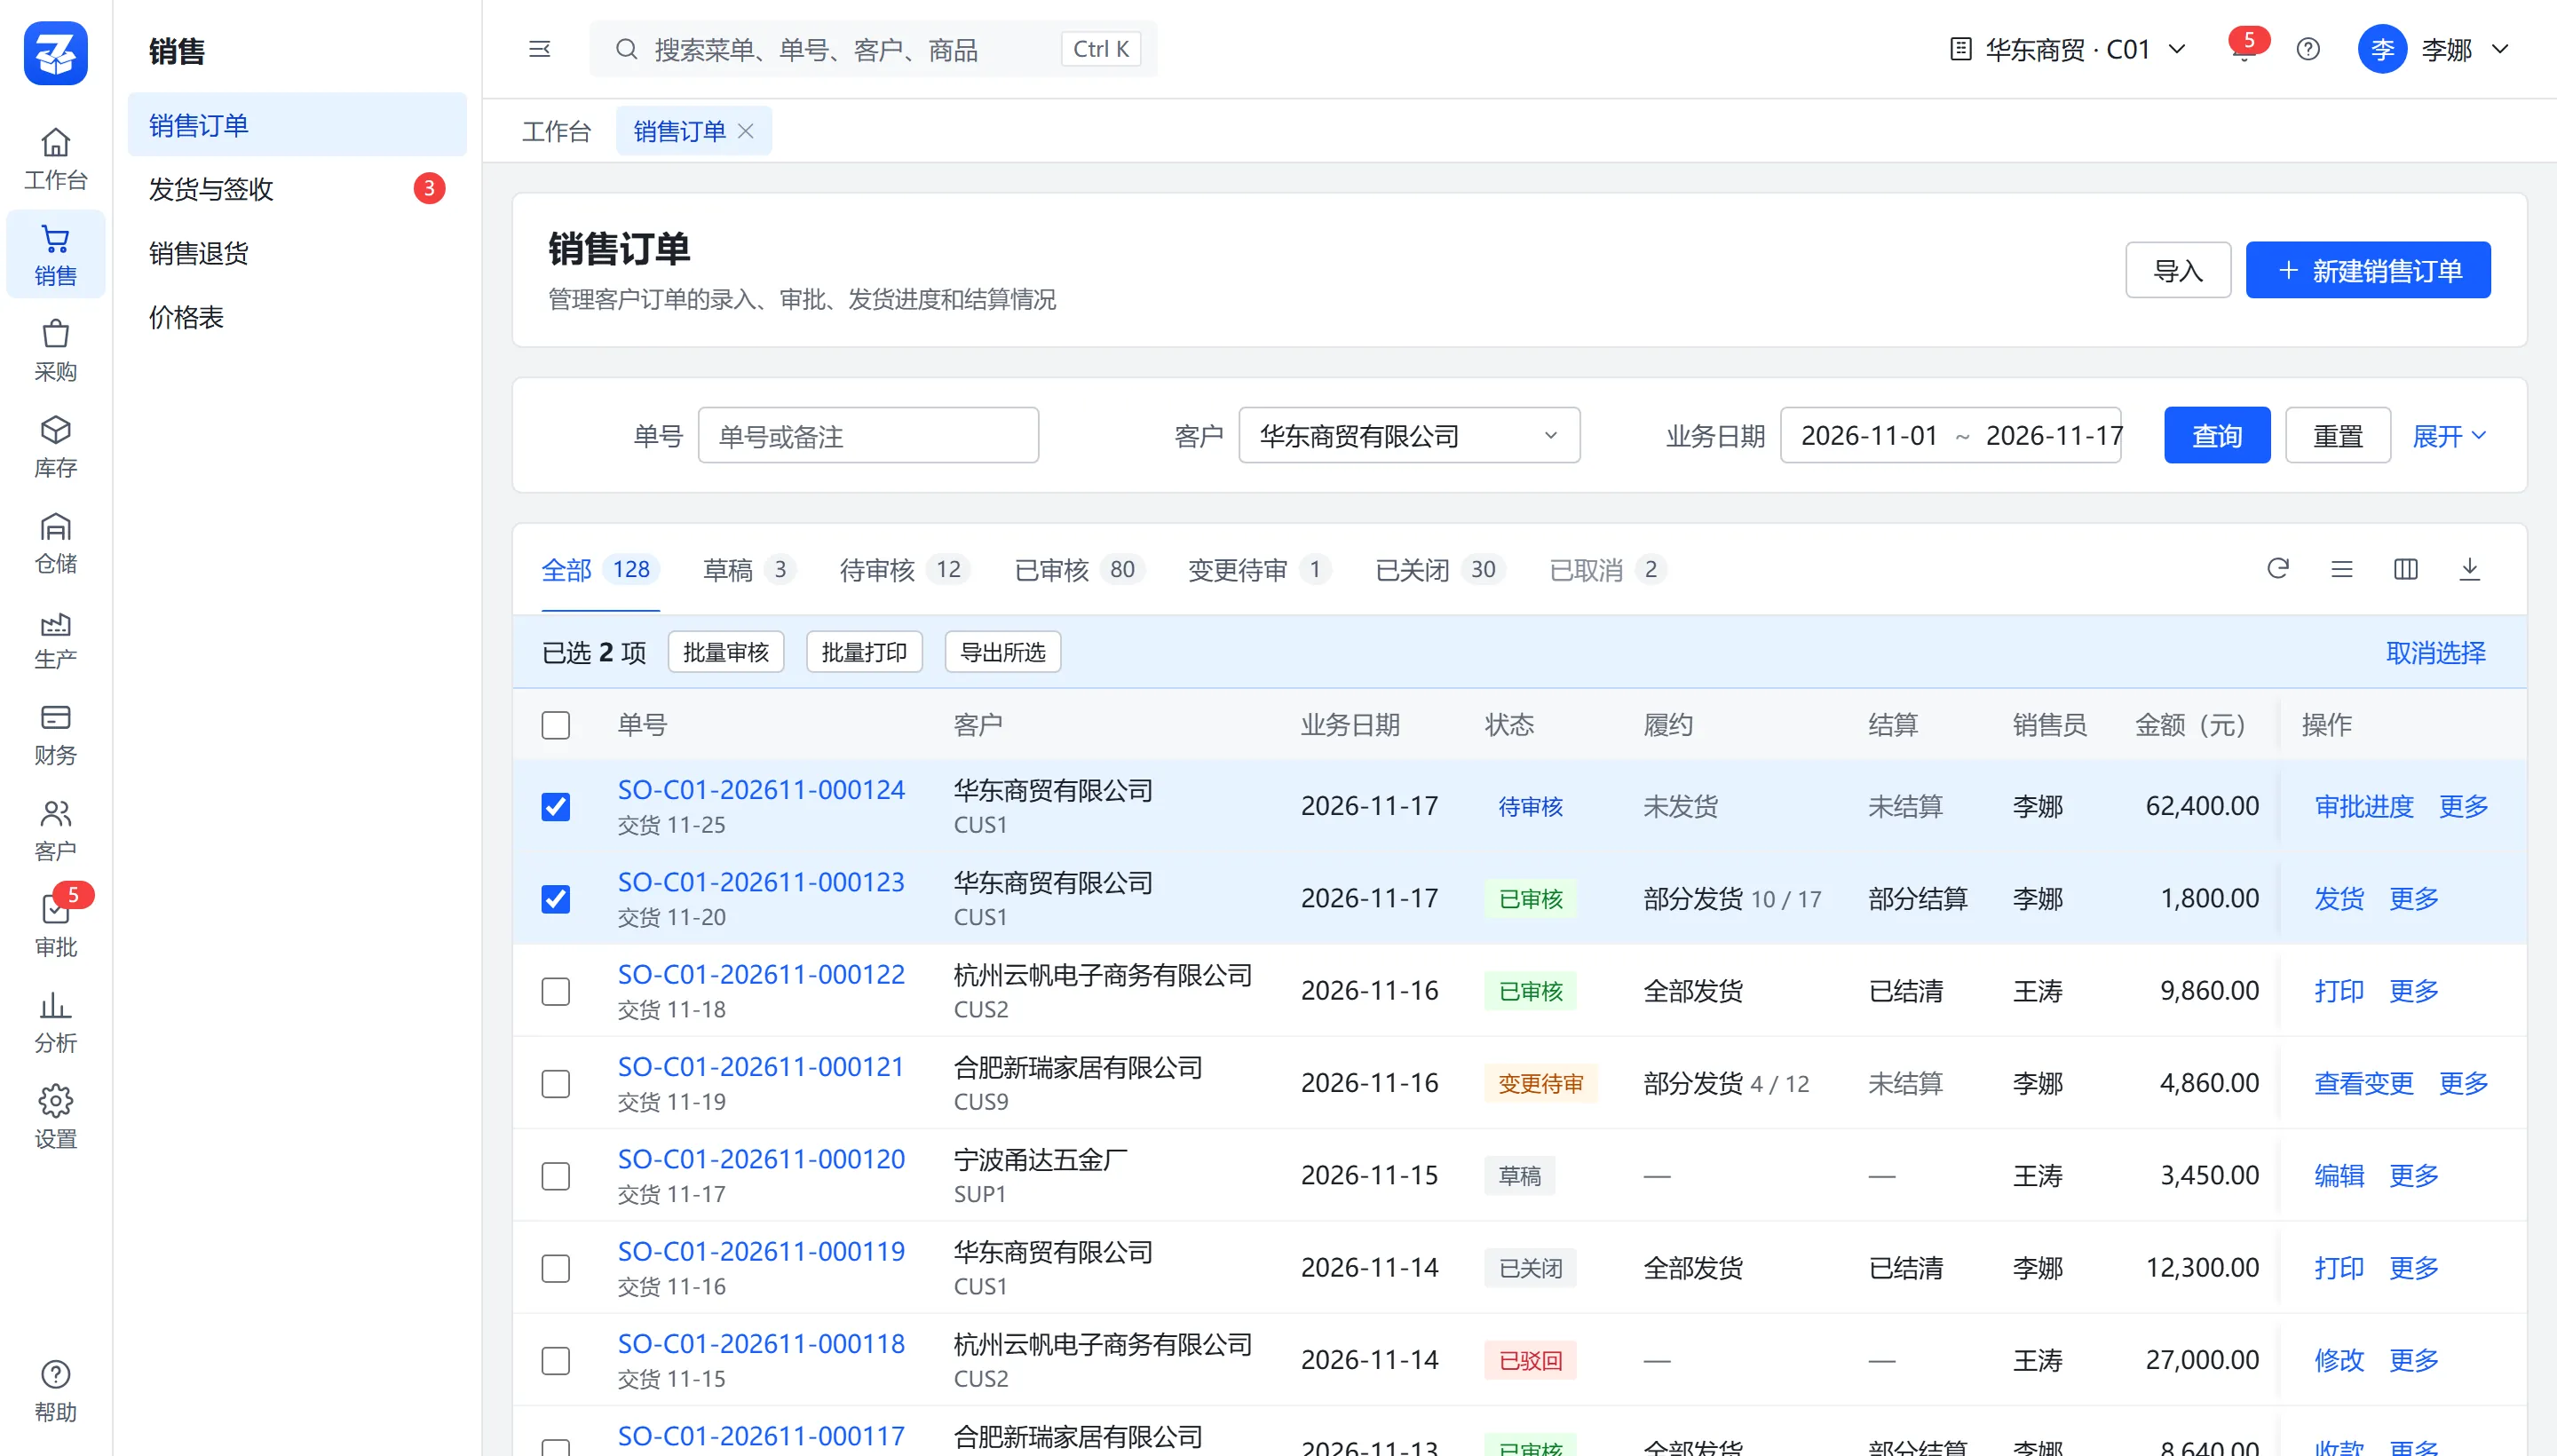 销售
搜索菜单、单号、客户、商品 Ctrl K
华东商贸 · C01
5
李 李娜
工作台
销售
采购
库存
仓储
生产
财务
客户
5
审批
分析
设置
帮助
销售订单
发货与签收 3
销售退货
价格表
工作台 销售订单
销售订单
管理客户订单的录入、审批、发货进度和结算情况
导入 新建销售订单
单号 单号或备注 客户 华东商贸有限公司 业务日期 2026-11-01 ~ 2026-11-17 查询 重置 展开
全部 128 草稿 3 待审核 12 已审核 80 变更待审 1 已关闭 30 已取消 2
已选 2 项 批量审核 批量打印 导出所选 取消选择
单号 客户 业务日期 状态 履约 结算 销售员 金额（元） 操作
SO-C01-202611-000124 华东商贸有限公司 2026-11-17 待审核 未发货 未结算 李娜 62,400.00 审批进度 更多
交货 11-25 CUS1
SO-C01-202611-000123 华东商贸有限公司 2026-11-17 已审核 部分发货 10 / 17 部分结算 李娜 1,800.00 发货 更多
交货 11-20 CUS1
SO-C01-202611-000122 杭州云帆电子商务有限公司 2026-11-16 已审核 全部发货 已结清 王涛 9,860.00 打印 更多
交货 11-18 CUS2
SO-C01-202611-000121 合肥新瑞家居有限公司 2026-11-16 变更待审 部分发货 4 / 12 未结算 李娜 4,860.00 查看变更 更多
交货 11-19 CUS9
SO-C01-202611-000120 宁波甬达五金厂 2026-11-15 草稿 — — 王涛 3,450.00 编辑 更多
交货 11-17 SUP1
SO-C01-202611-000119 华东商贸有限公司 2026-11-14 已关闭 全部发货 已结清 李娜 12,300.00 打印 更多
交货 11-16 CUS1
SO-C01-202611-000118 杭州云帆电子商务有限公司 2026-11-14 已驳回 — — 王涛 27,000.00 修改 更多
交货 11-15 CUS2
SO-C01-202611-000117 合肥新瑞家居有限公司 2026-11-13 已审核 全部发货 部分结算 李娜 8,640.00 收款 更多